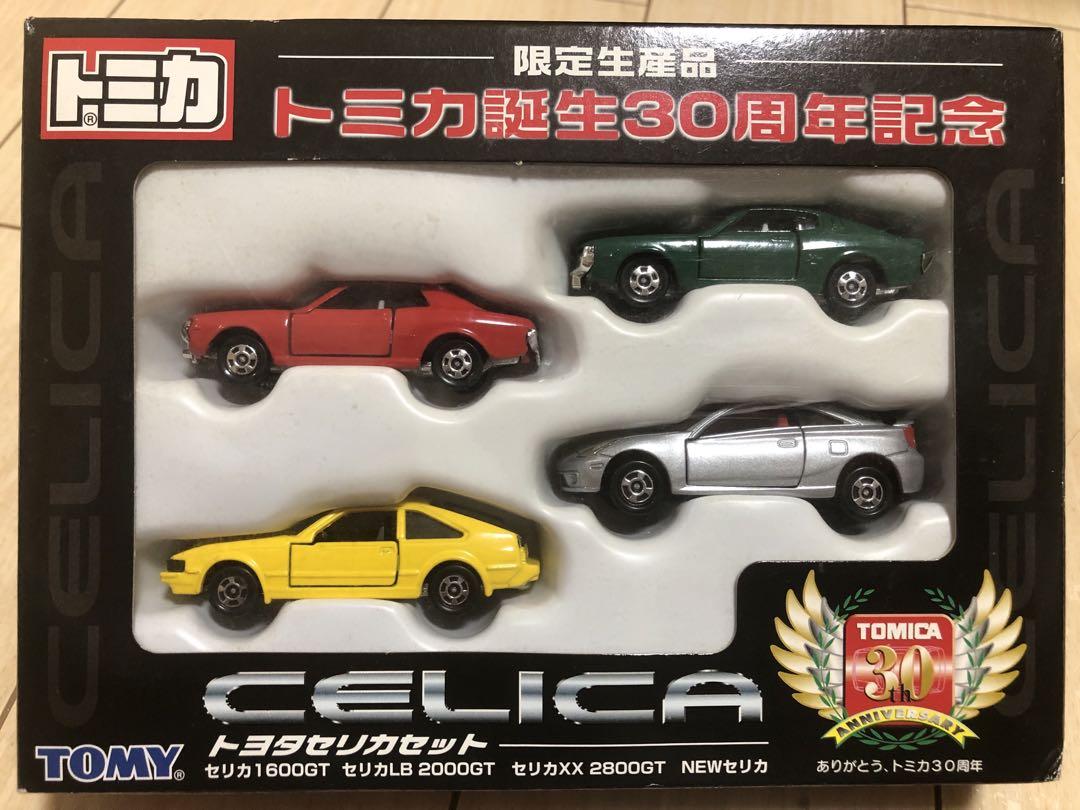 トミカ®
限定生産品
トミカ誕生30周年記念
CELICA
CELICA
TOMICA
30th
ANNIVERSARY
CELICA
トヨタセリカセット
TOMY®
セリカ1600GT セリカLB 2000GT セリカXX 2800GT NEWセリカ
ありがとう、トミカ30周年